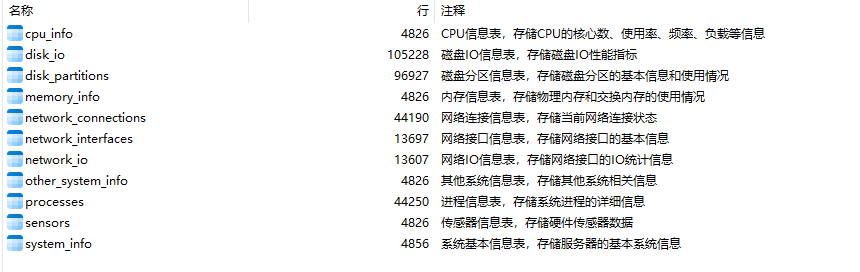 名称 行 注释
cpu_info 4826 CPU信息表，存储CPU的核心数、使用率、频率、负载等信息
disk_io 105228 磁盘IO信息表，存储磁盘IO性能指标
disk_partitions 96927 磁盘分区信息表，存储磁盘分区的基本信息和使用情况
memory_info 4826 内存信息表，存储物理内存和交换内存的使用情况
network_connections 44190 网络连接信息表，存储当前网络连接状态
network_interfaces 13697 网络接口信息表，存储网络接口的基本信息
network_io 13607 网络IO信息表，存储网络接口的IO统计信息
other_system_info 4826 其他系统信息表，存储其他系统相关信息
processes 44250 进程信息表，存储系统进程的详细信息
sensors 4826 传感器信息表，存储硬件传感器数据
system_info 4856 系统基本信息表，存储服务器的基本系统信息